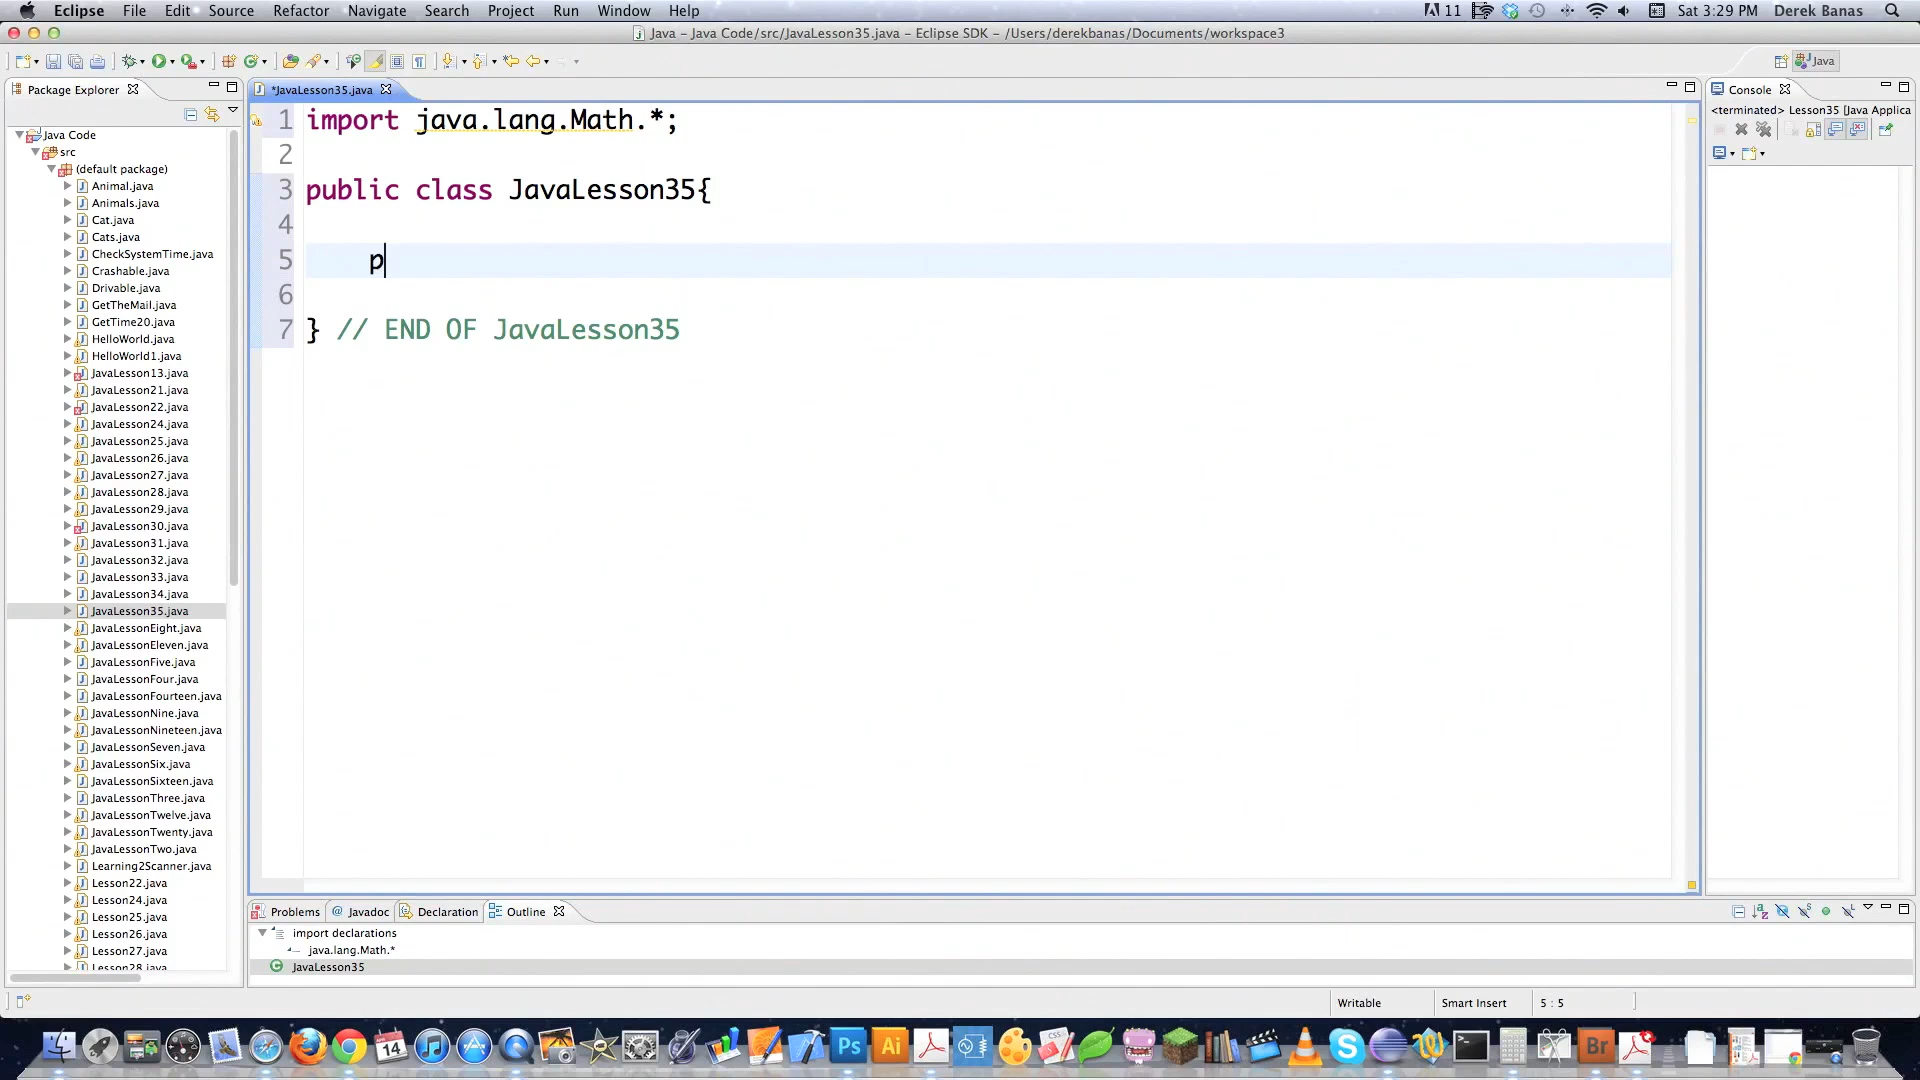 Eclipse File Edit Source Refactor Navigate Search Project Run Window Help 11 Sat 3:29 PM Derek Banas
Java – Java Code/src/JavaLesson35.java – Eclipse SDK – /Users/derekbanas/Documents/workspace3
Java
Package Explorer
*JavaLesson35.java
Console
<terminated> Lesson35 [Java Applica
Java Code
src
(default package)
Animal.java
Animals.java
Cat.java
Cats.java
CheckSystemTime.java
Crashable.java
Drivable.java
GetTheMail.java
GetTime20.java
HelloWorld.java
HelloWorld1.java
JavaLesson13.java
JavaLesson21.java
JavaLesson22.java
JavaLesson24.java
JavaLesson25.java
JavaLesson26.java
JavaLesson27.java
JavaLesson28.java
JavaLesson29.java
JavaLesson30.java
JavaLesson31.java
JavaLesson32.java
JavaLesson33.java
JavaLesson34.java
JavaLesson35.java
JavaLessonEight.java
JavaLessonEleven.java
JavaLessonFive.java
JavaLessonFour.java
JavaLessonFourteen.java
JavaLessonNine.java
JavaLessonNineteen.java
JavaLessonSeven.java
JavaLessonSix.java
JavaLessonSixteen.java
JavaLessonThree.java
JavaLessonTwelve.java
JavaLessonTwenty.java
JavaLessonTwo.java
Learning2Scanner.java
Lesson22.java
Lesson24.java
Lesson25.java
Lesson26.java
Lesson27.java
Lesson28.java
1 import java.lang.Math.*;
2
3 public class JavaLesson35{
4
5 p
6
7 } // END OF JavaLesson35
Problems @ Javadoc Declaration Outline
import declarations
java.lang.Math.*
JavaLesson35
Writable Smart Insert 5 : 5
14 Ps Ai Br